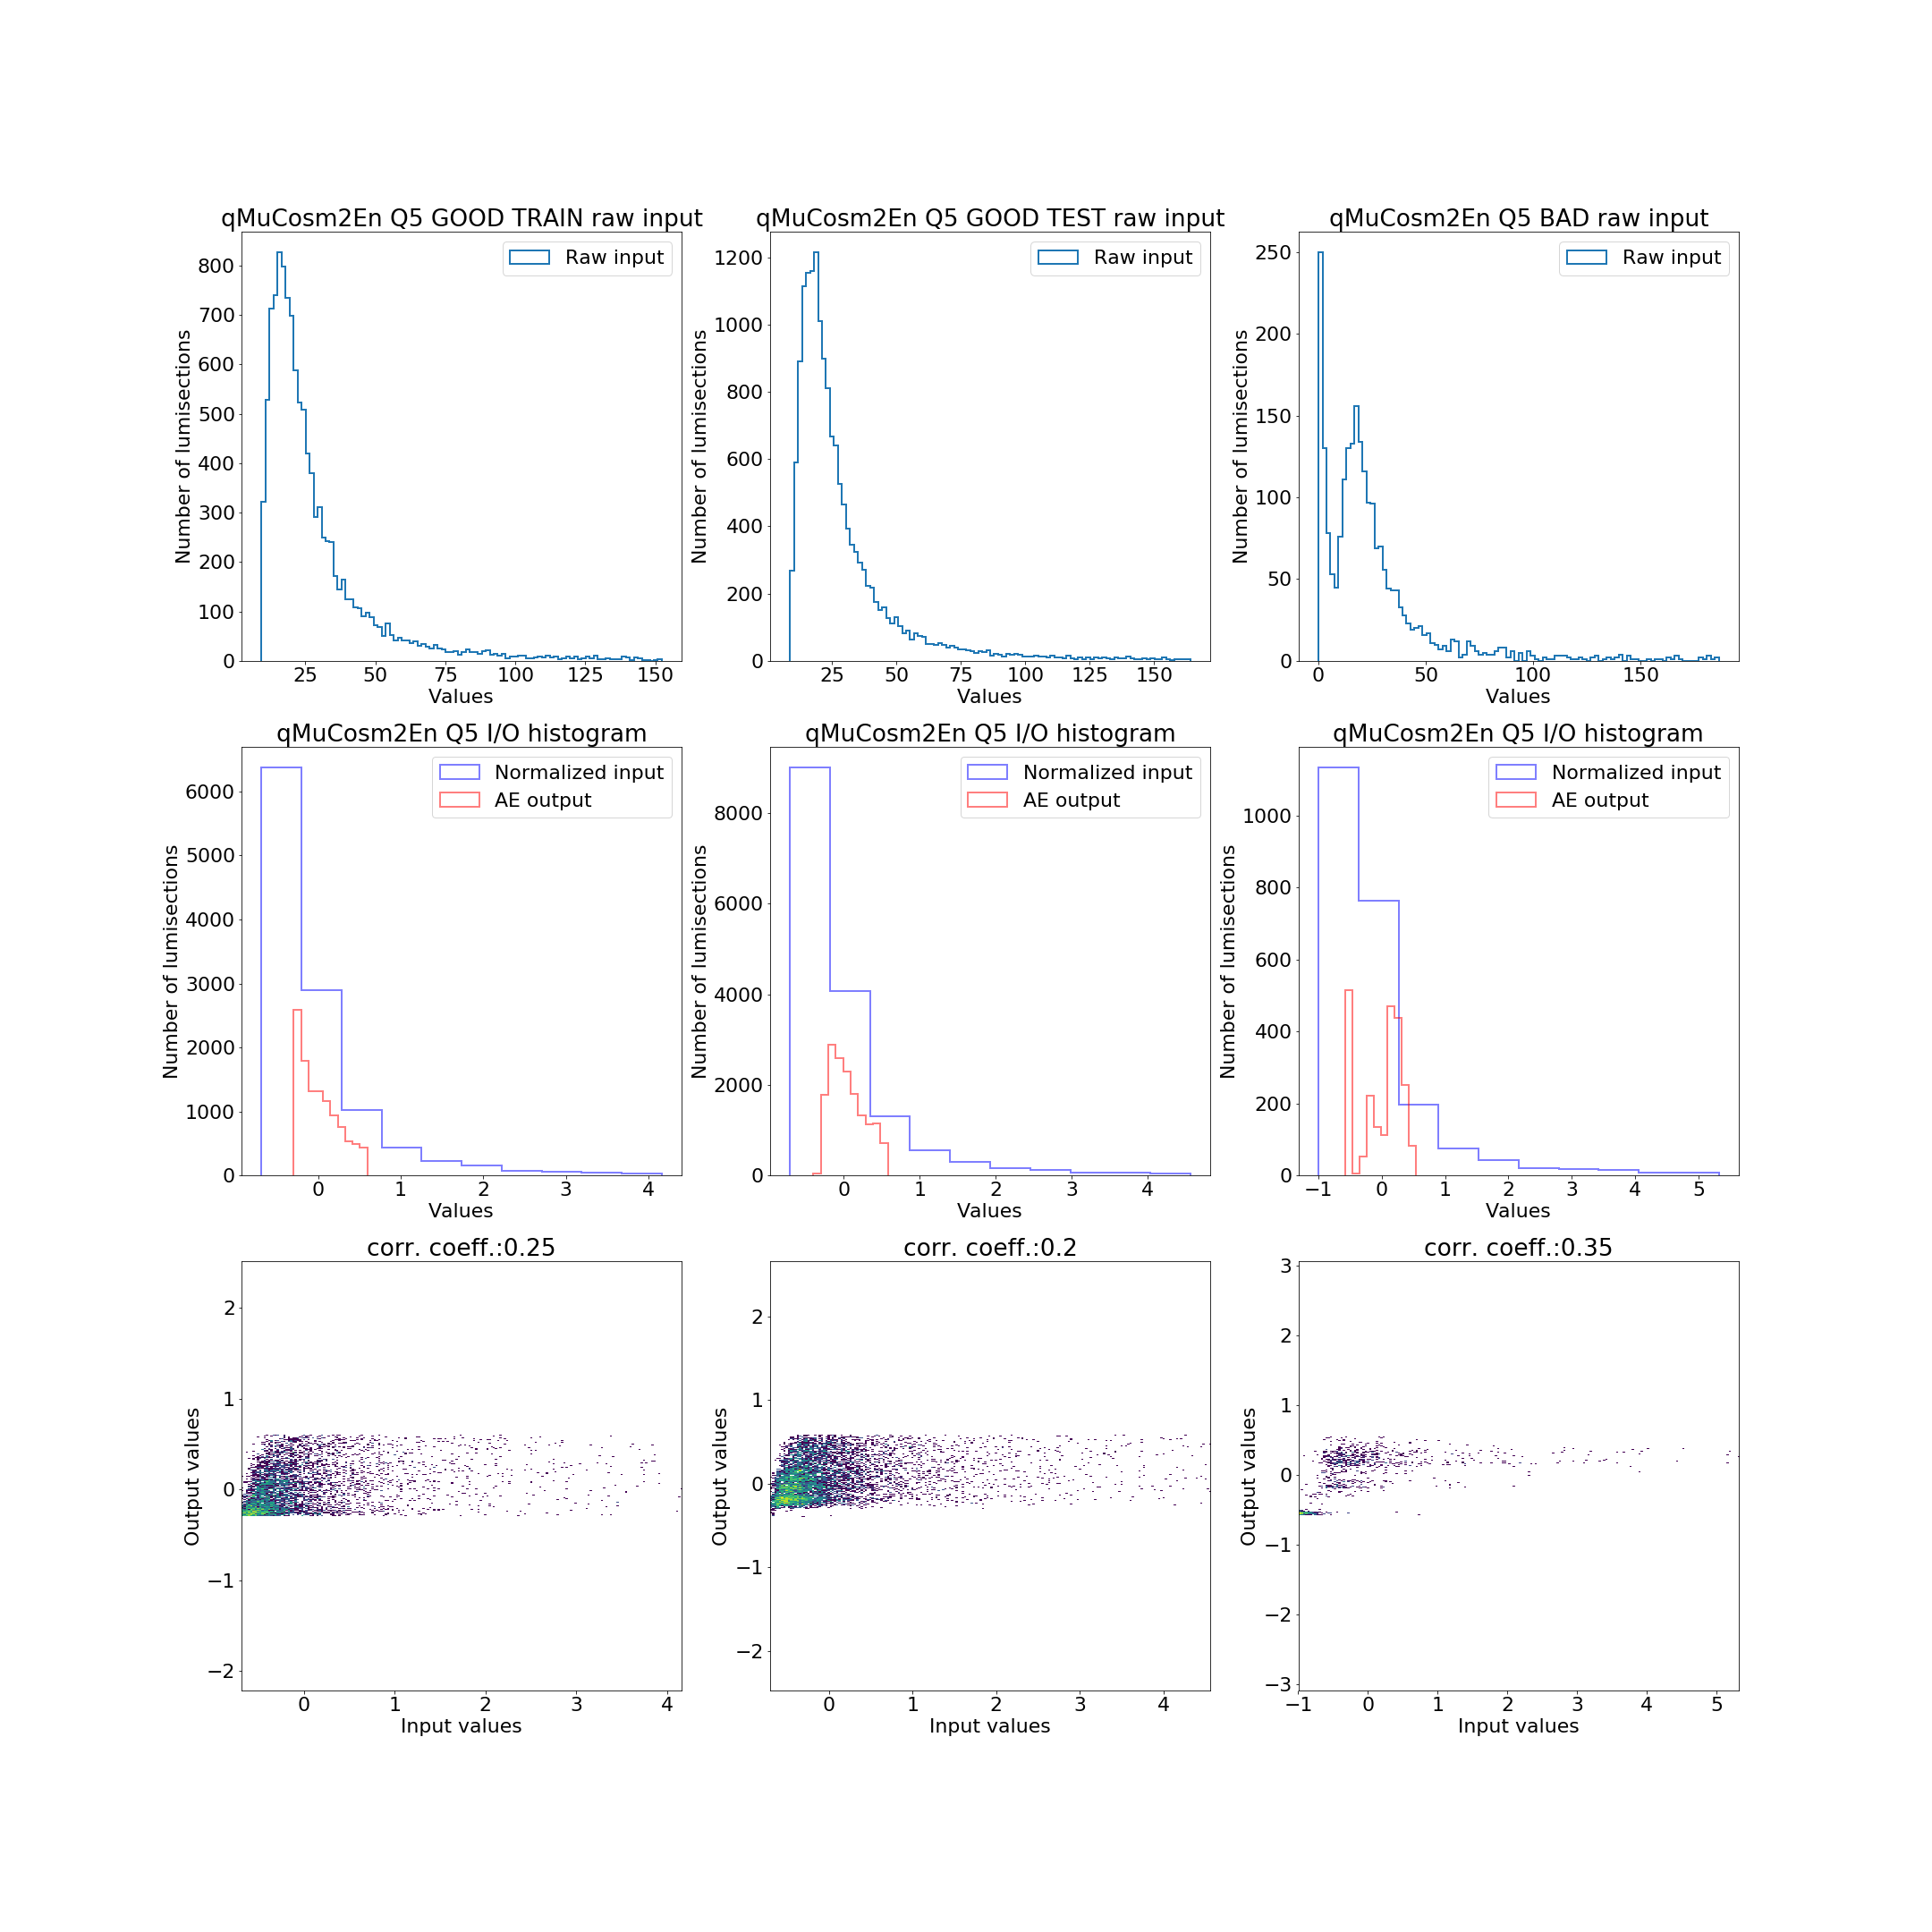 qMuCosm2En Q5 GOOD TRAIN raw input
qMuCosm2En Q5 GOOD TEST raw input
qMuCosm2En Q5 BAD raw input
Raw input
Raw input
Raw input
Number of lumisections
800
700
600
500
400
300
200
100
0
25
50
75
100
125
150
Values
Number of lumisections
1200
1000
800
600
400
200
0
25
50
75
100
125
150
Values
Number of lumisections
250
200
150
100
50
0
0
50
100
150
Values
qMuCosm2En Q5 I/O histogram
qMuCosm2En Q5 I/O histogram
qMuCosm2En Q5 I/O histogram
Normalized input
AE output
Normalized input
AE output
Normalized input
AE output
Number of lumisections
6000
5000
4000
3000
2000
1000
0
0
1
2
3
4
Values
Number of lumisections
8000
6000
4000
2000
0
0
1
2
3
4
Values
Number of lumisections
1000
800
600
400
200
0
−1
0
1
2
3
4
5
Values
corr. coeff.:0.25
corr. coeff.:0.2
corr. coeff.:0.35
Output values
2
1
0
−1
−2
0
1
2
3
4
Input values
Output values
2
1
0
−1
−2
0
1
2
3
4
Input values
Output values
3
2
1
0
−1
−2
−3
−1
0
1
2
3
4
5
Input values